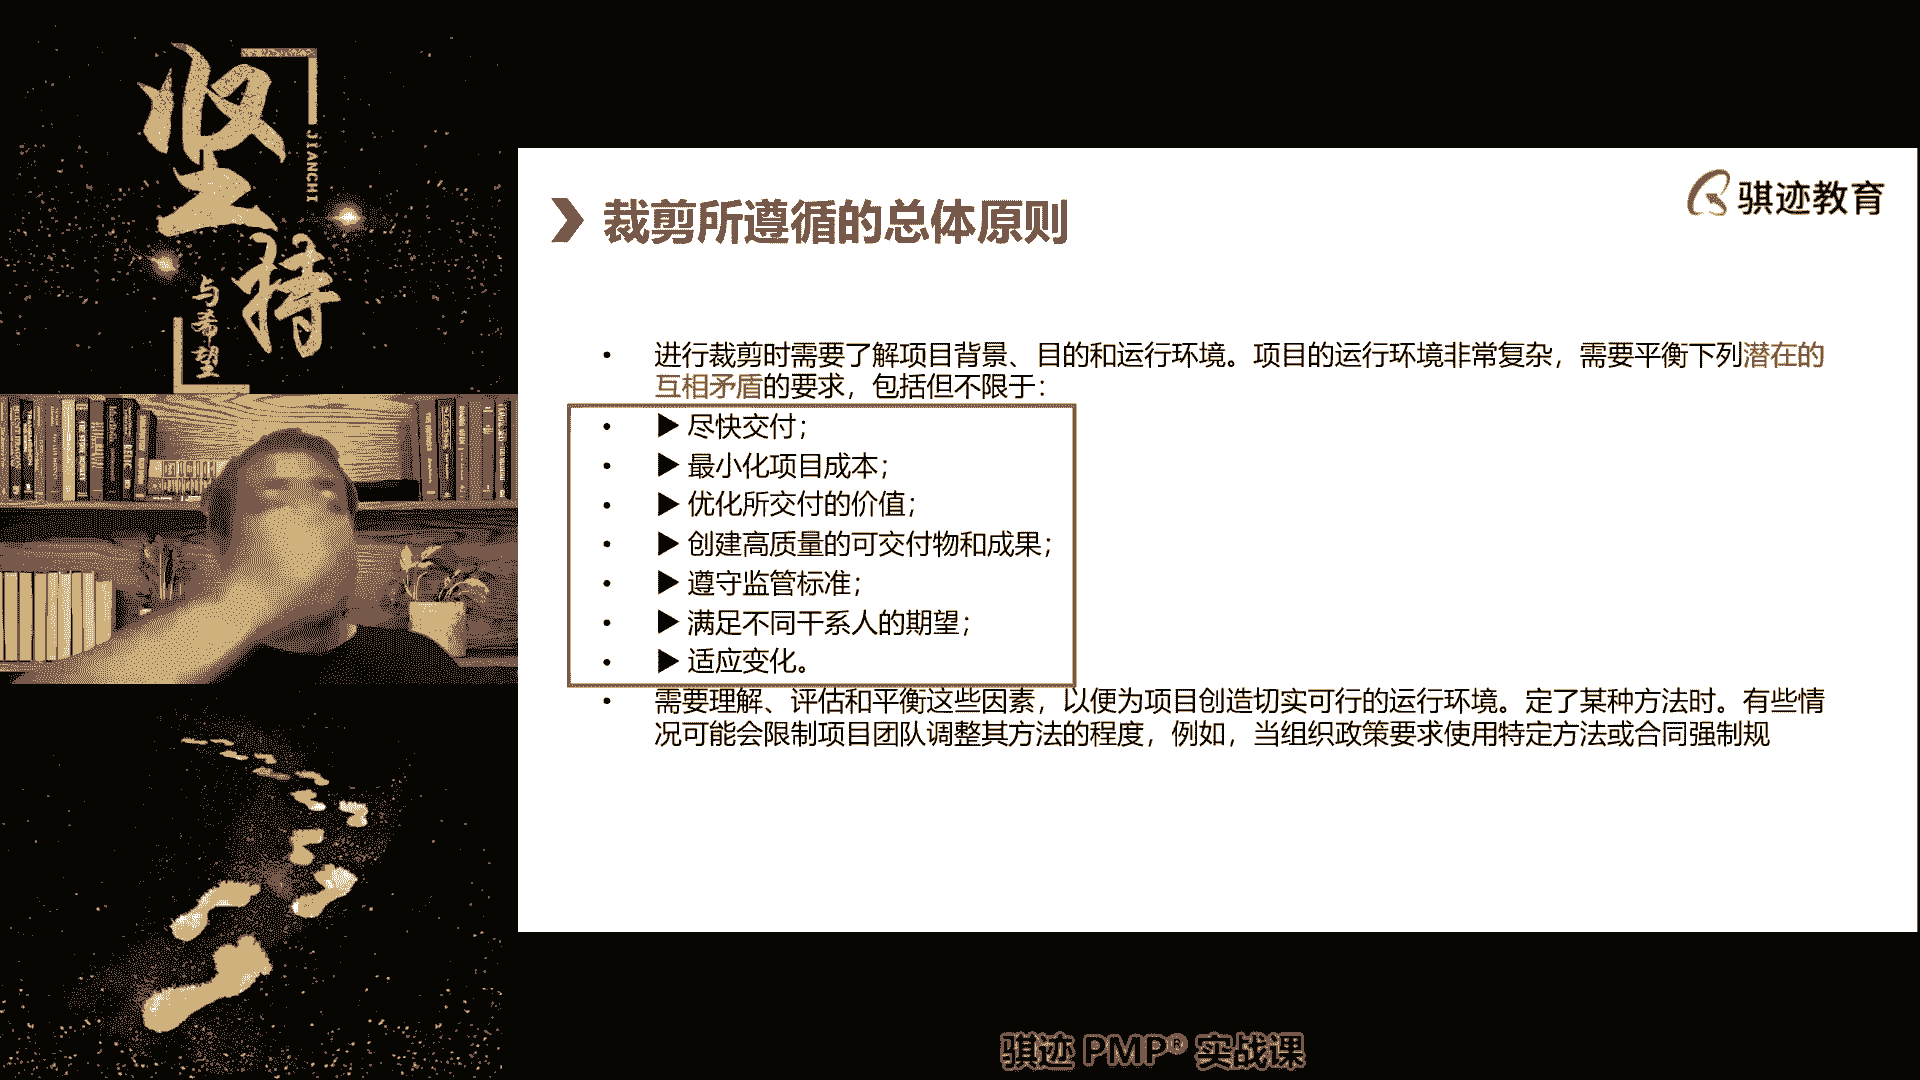 坚持
JIANCHI
与希望
骐迹教育
裁剪所遵循的总体原则
• 进行裁剪时需要了解项目背景、目的和运行环境。项目的运行环境非常复杂，需要平衡下列潜在的
互相矛盾的要求，包括但不限于：
• ▶ 尽快交付；
• ▶ 最小化项目成本；
• ▶ 优化所交付的价值；
• ▶ 创建高质量的可交付物和成果；
• ▶ 遵守监管标准；
• ▶ 满足不同干系人的期望；
• ▶ 适应变化。
• 需要理解、评估和平衡这些因素，以便为项目创造切实可行的运行环境。定了某种方法时。有些情
况可能会限制项目团队调整其方法的程度，例如，当组织政策要求使用特定方法或合同强制规
骐迹 PMP® 实战课